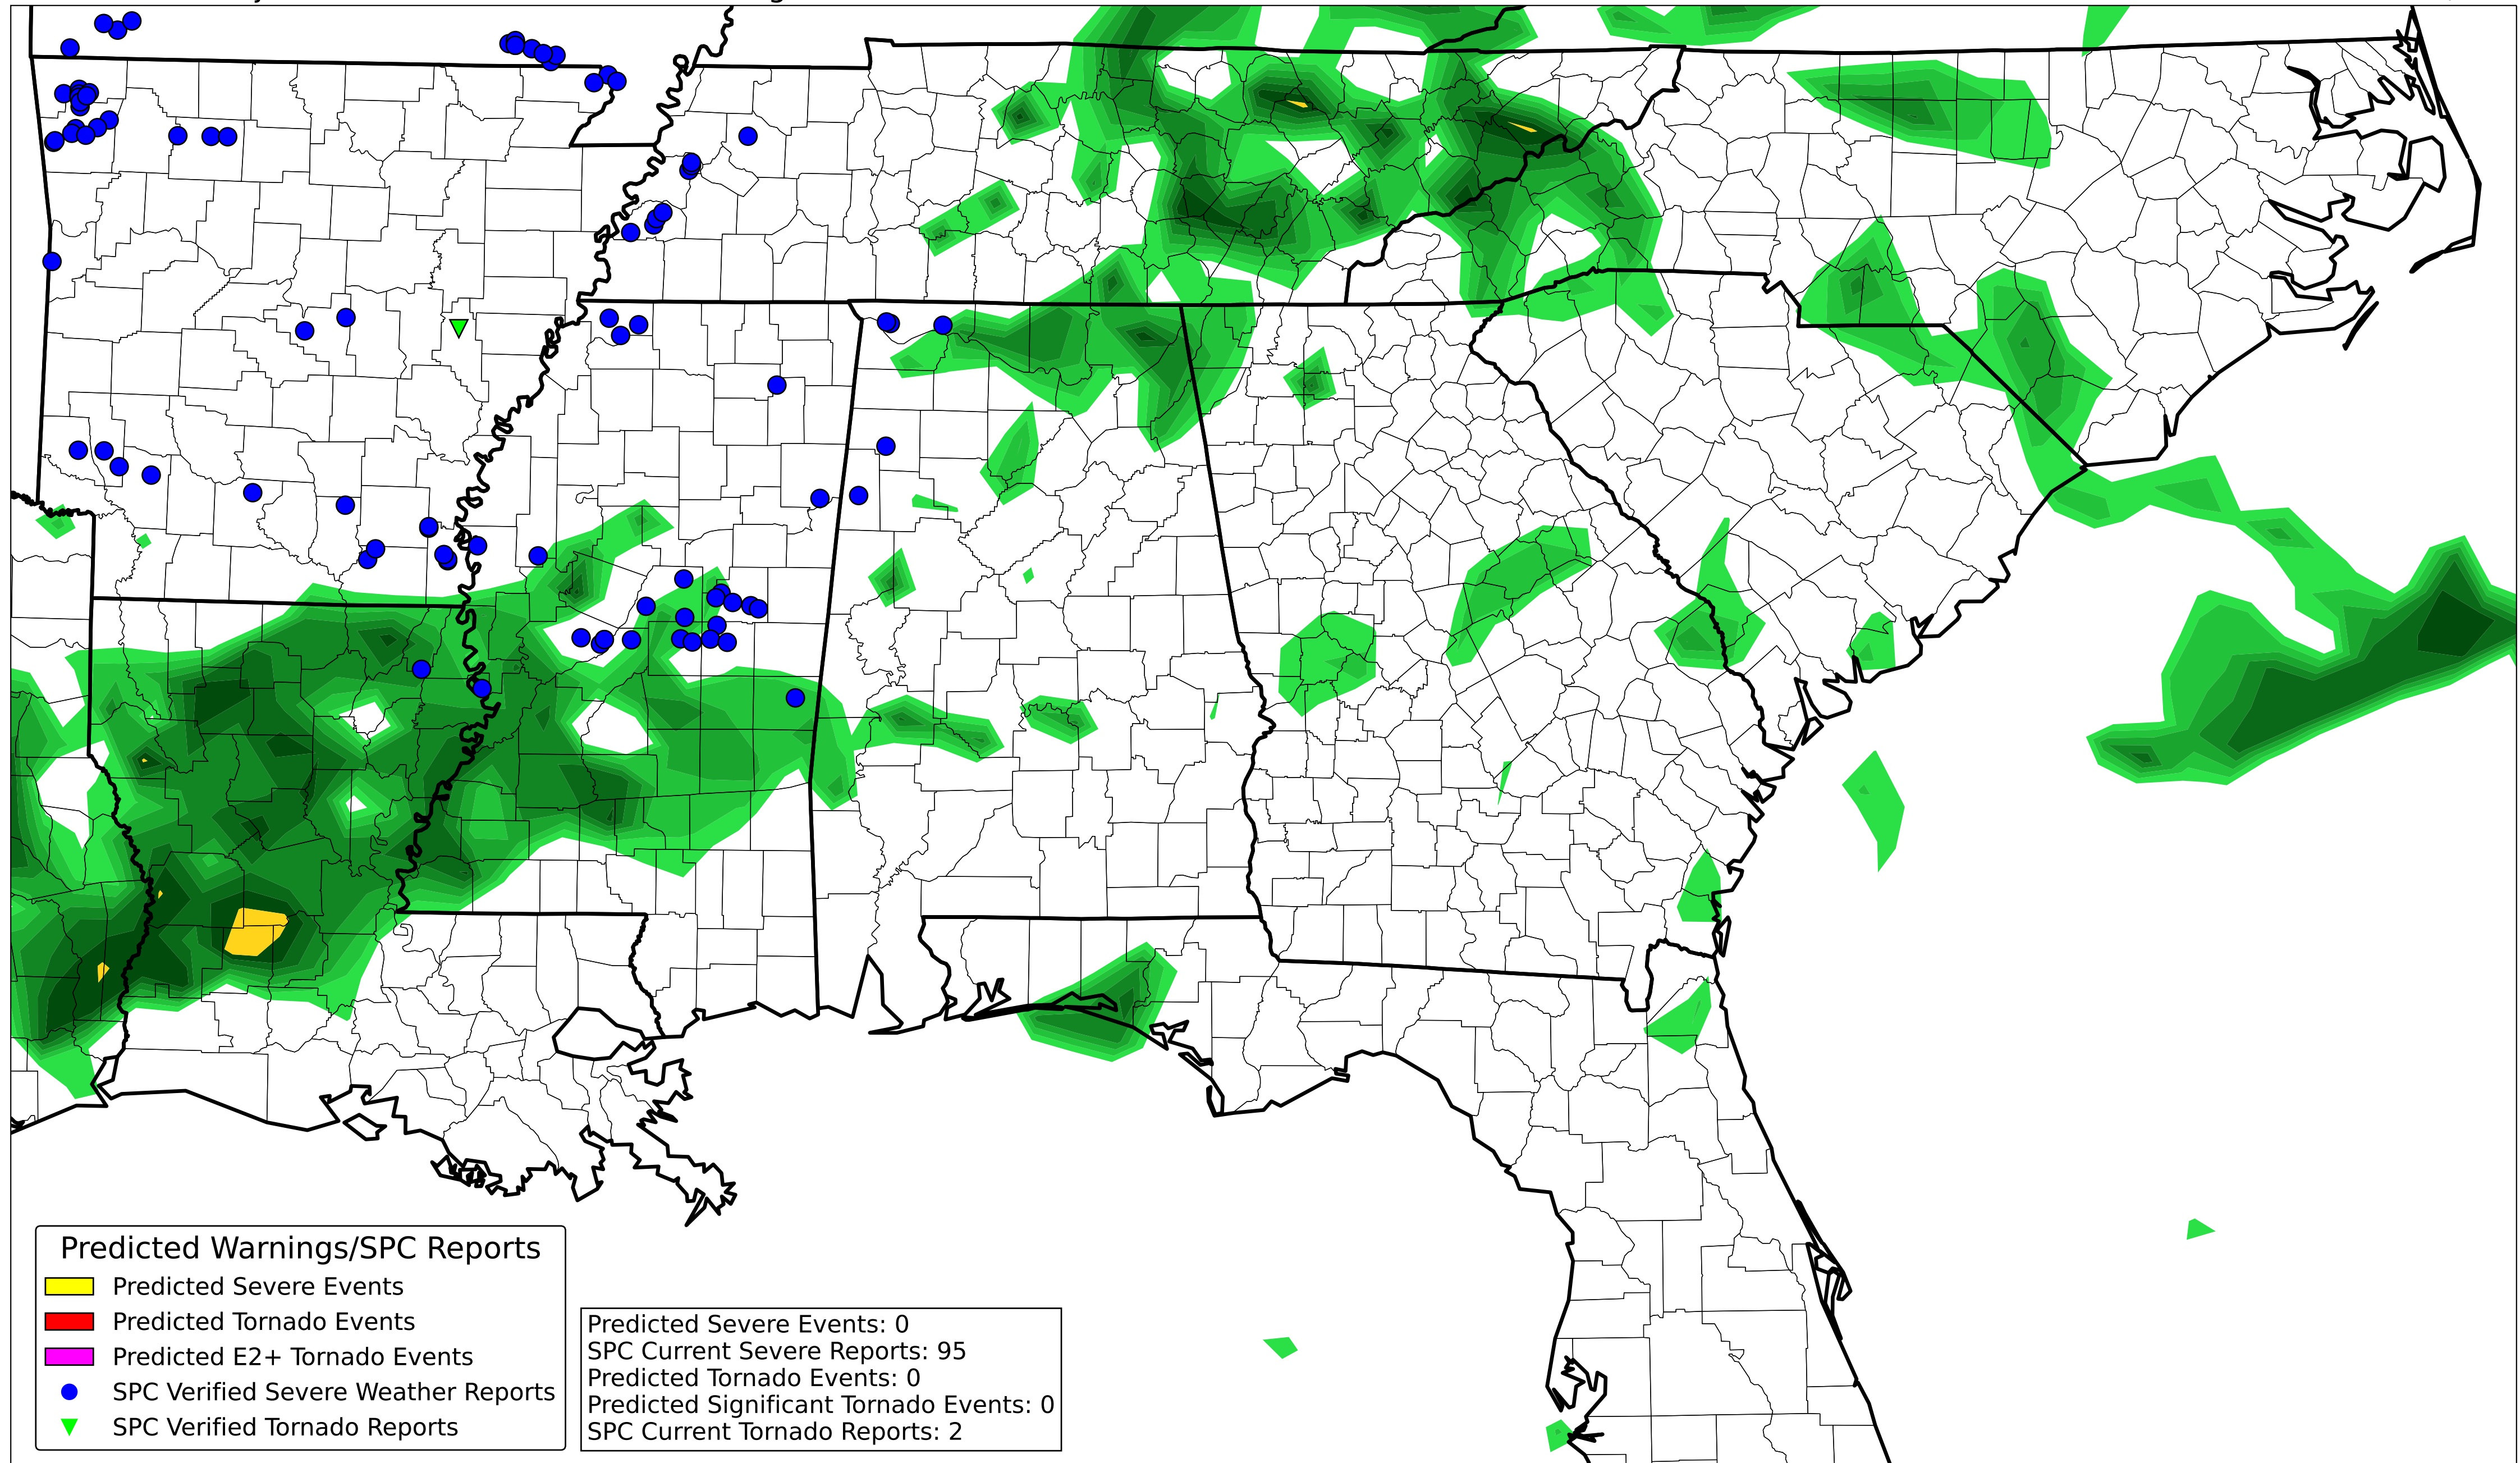 Predicted Warnings/SPC Reports
Predicted Severe Events
Predicted Tornado Events
Predicted E2+ Tornado Events
SPC Verified Severe Weather Reports
SPC Verified Tornado Reports
Predicted Severe Events: 0
SPC Current Severe Reports: 95
Predicted Tornado Events: 0
Predicted Significant Tornado Events: 0
SPC Current Tornado Reports: 2